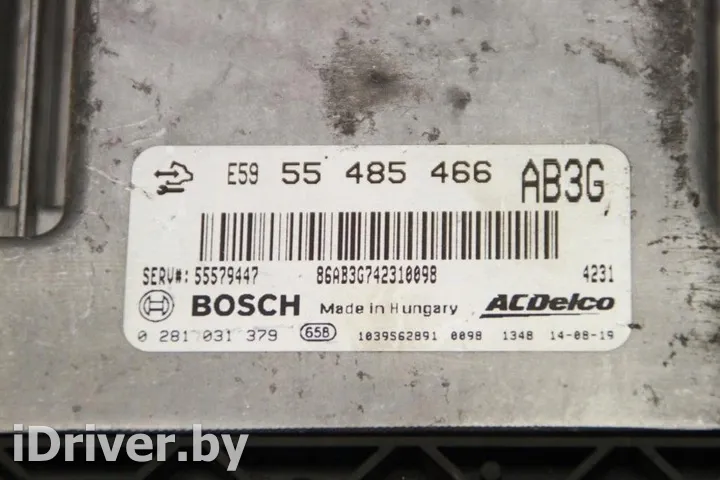 E59 55 485 466 AB3G
SERV#: 55579447 86AB3G742310098 4231
BOSCH Made in Hungary ACDelco
0 281 031 379 658 1039S62891 0098 1348 14-08-19
iDriver.by